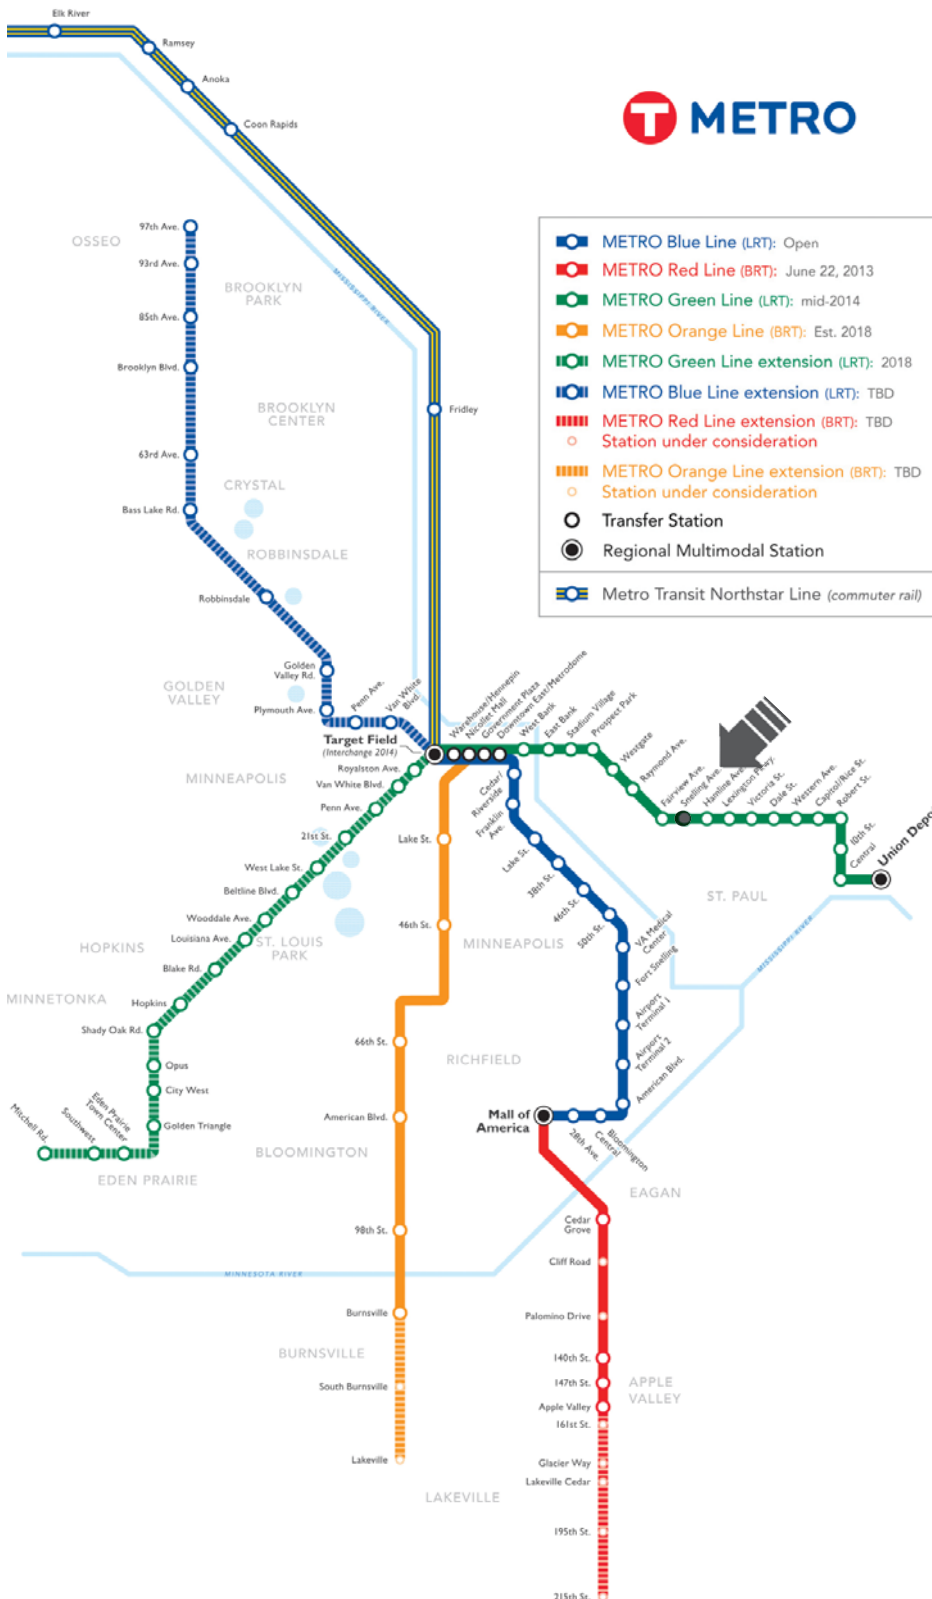 Elk River
Ramsey
Anoka
Coon Rapids
T METRO
97th Ave.
OSSEO
93rd Ave.
BROOKLYN
PARK
85th Ave.
MISSISSIPPI RIVER
Brooklyn Blvd.
BROOKLYN
CENTER
Fridley
63rd Ave.
CRYSTAL
Bass Lake Rd.
ROBBINSDALE
Robbinsdale
METRO Blue Line (LRT): Open
METRO Red Line (BRT): June 22, 2013
METRO Green Line (LRT): mid-2014
METRO Orange Line (BRT): Est. 2018
METRO Green Line extension (LRT): 2018
METRO Blue Line extension (LRT): TBD
METRO Red Line extension (BRT): TBD
Station under consideration
METRO Orange Line extension (BRT): TBD
Station under consideration
Transfer Station
Regional Multimodal Station
Metro Transit Northstar Line (commuter rail)
Golden
Valley Rd.
GOLDEN
VALLEY
Plymouth Ave.
Penn Ave.
Van White
Blvd.
Target Field
(Interchange 2014)
Warehouse/Hennepin
Nicollet Mall
Government Plaza
Downtown East/Metrodome
West Bank
East Bank
Stadium Village
Prospect Park
Westgate
Raymond Ave.
Fairview Ave.
Snelling Ave.
Hamline Ave.
Lexington Pkwy.
Victoria St.
Dale St.
Western Ave.
Capitol/Rice St.
Robert St.
10th St.
Central
Union Depo
ST. PAUL
MISSISSIPPI RIVER
MINNEAPOLIS
Royalston Ave.
Van White Blvd.
Penn Ave.
21st St.
West Lake St.
Beltline Blvd.
Wooddale Ave.
Louisiana Ave.
ST. LOUIS
PARK
HOPKINS
Blake Rd.
MINNETONKA
Hopkins
Shady Oak Rd.
Opus
City West
Golden Triangle
Eden Prairie
Town Center
Southwest
Mitchell Rd.
EDEN PRAIRIE
Cedar/
Riverside
Franklin
Ave.
Lake St.
38th St.
46th St.
50th St.
VA Medical
Center
Fort Snelling
Airport
Terminal 1
Airport
Terminal 2
American Blvd.
Bloomington
Central
28th Ave.
Mall of
America
MINNEAPOLIS
RICHFIELD
Lake St.
46th St.
66th St.
American Blvd.
BLOOMINGTON
98th St.
MINNESOTA RIVER
Burnsville
BURNSVILLE
South Burnsville
Lakeville
LAKEVILLE
EAGAN
Cedar
Grove
Cliff Road
Palomino Drive
140th St.
147th St.
APPLE
VALLEY
Apple Valley
161st St.
Glacier Way
Lakeville Cedar
195th St.
215th St.